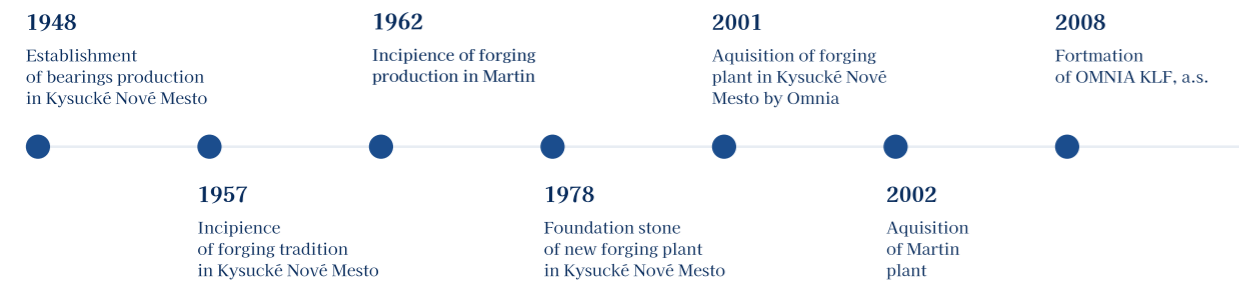 1948
Establishment
of bearings production
in Kysucké Nové Mesto
1957
Incipience
of forging tradition
in Kysucké Nové Mesto
1962
Incipience of forging
production in Martin
1978
Foundation stone
of new forging plant
in Kysucké Nové Mesto
2001
Aquisition of forging
plant in Kysucké Nové
Mesto by Omnia
2002
Aquisition
of Martin
plant
2008
Fortmation
of OMNIA KLF, a.s.